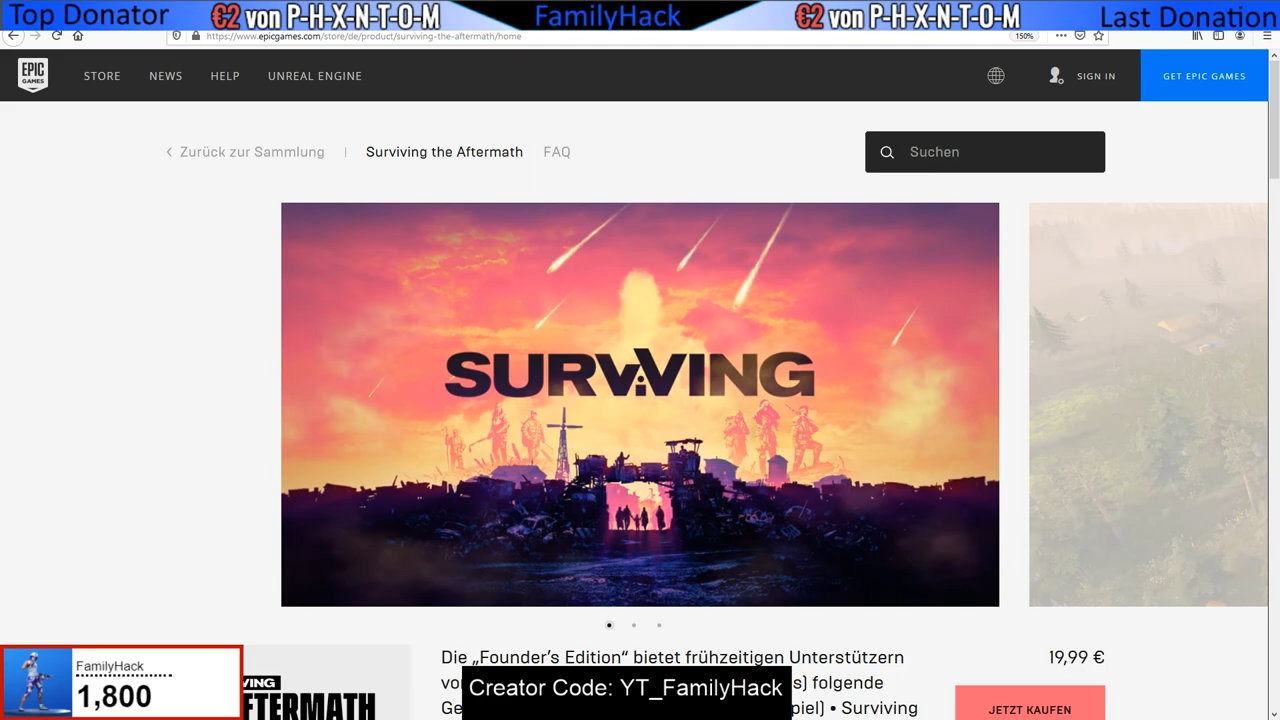 Top Donator €2 von P-H-X-N-T-O-M FamilyHack €2 von P-H-X-N-T-O-M Last Donation
https://www.epicgames.com/store/de/product/surviving-the-aftermath/home 150%
EPIC GAMES STORE NEWS HELP UNREAL ENGINE SIGN IN GET EPIC GAMES
Zurück zur Sammlung Surviving the Aftermath FAQ Suchen
SURVIVING
Die „Founder’s Edition“ bietet frühzeitigen Unterstützern 19,99 €
FamilyHack
1,800
VING
AFTERMATH
s) folgende
Creator Code: YT_FamilyHack
Ge
piel) • Surviving
JETZT KAUFEN